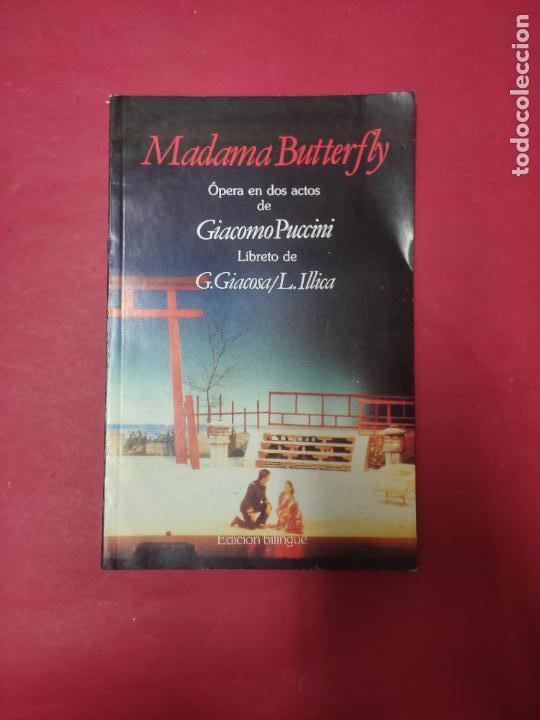 Madama Butterfly
Ópera en dos actos
de
Giacomo Puccini
Libreto de
G.Giacosa/L.Illica
Edición bilingüe
todocoleccion